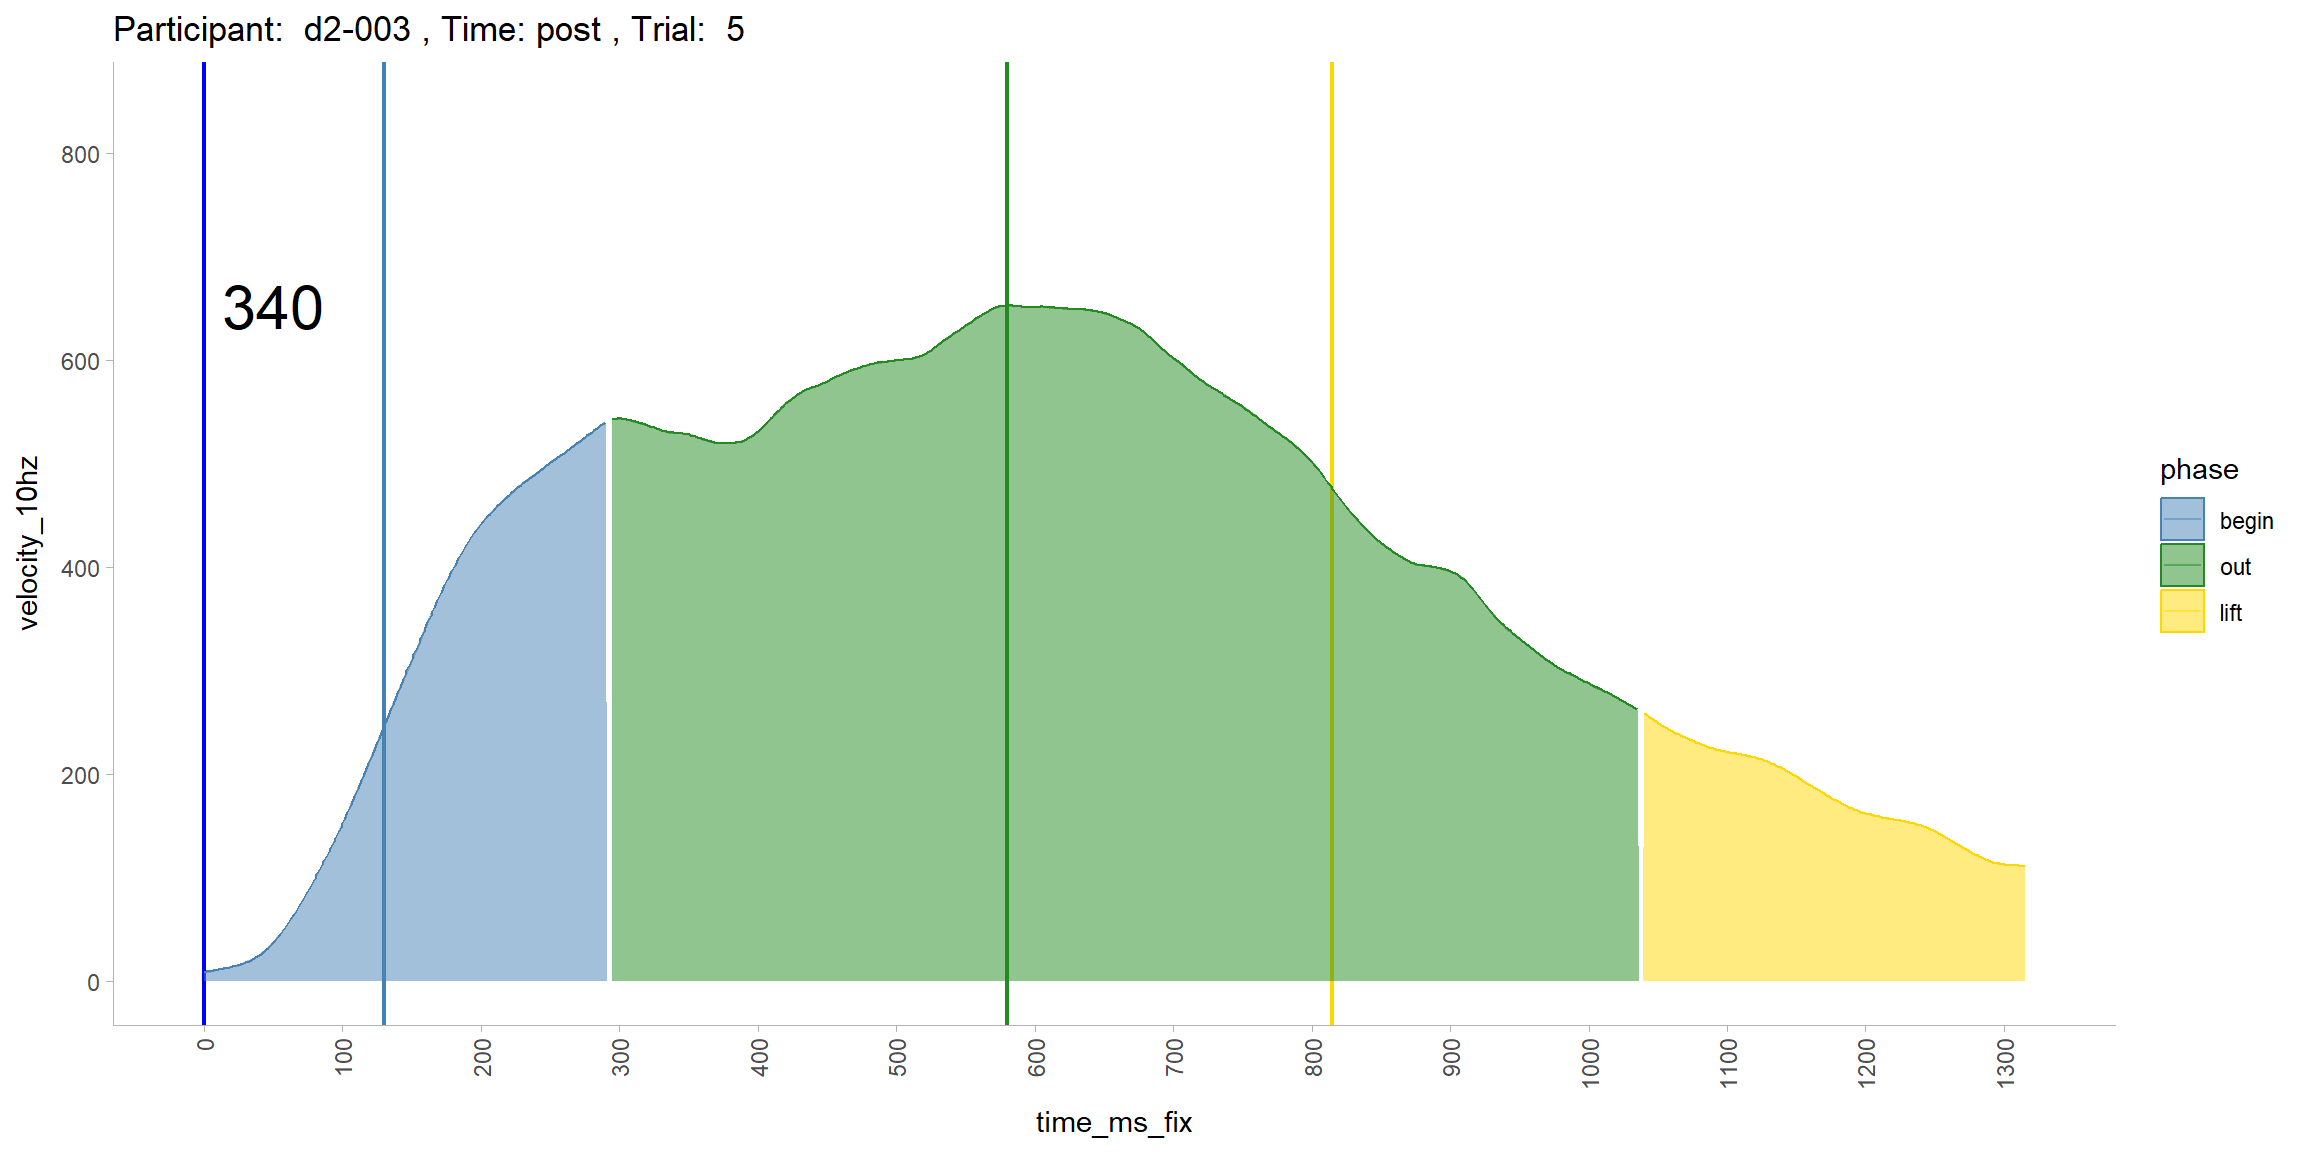 Participant:  d2-003 , Time: post , Trial:  5
800
600
400
200
0
velocity_10hz
340
0
100
200
300
400
500
600
700
800
900
1000
1100
1200
1300
time_ms_fix
phase
begin
out
lift